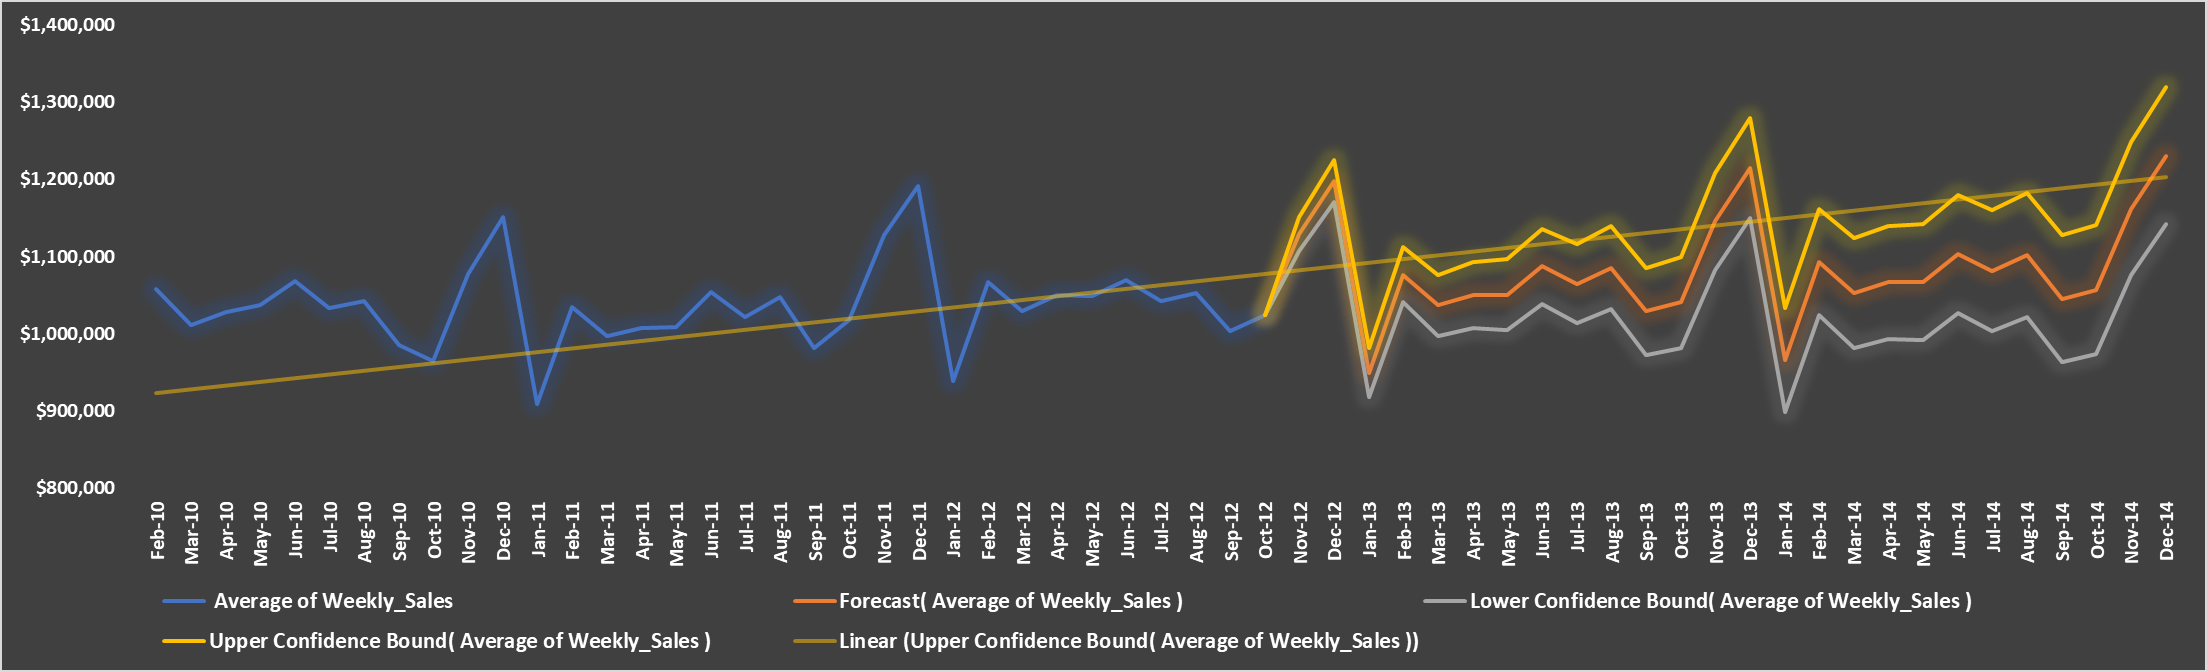 $1,400,000
$1,300,000
$1,200,000
$1,100,000
$1,000,000
$900,000
$800,000
Feb-10 Mar-10 Apr-10 May-10 Jun-10 Jul-10 Aug-10 Sep-10 Oct-10 Nov-10 Dec-10 Jan-11 Feb-11 Mar-11 Apr-11 May-11 Jun-11 Jul-11 Aug-11 Sep-11 Oct-11 Nov-11 Dec-11 Jan-12 Feb-12 Mar-12 Apr-12 May-12 Jun-12 Jul-12 Aug-12 Sep-12 Oct-12 Nov-12 Dec-12 Jan-13 Feb-13 Mar-13 Apr-13 May-13 Jun-13 Jul-13 Aug-13 Sep-13 Oct-13 Nov-13 Dec-13 Jan-14 Feb-14 Mar-14 Apr-14 May-14 Jun-14 Jul-14 Aug-14 Sep-14 Oct-14 Nov-14 Dec-14
Average of Weekly_Sales Forecast( Average of Weekly_Sales ) Lower Confidence Bound( Average of Weekly_Sales )
Upper Confidence Bound( Average of Weekly_Sales ) Linear (Upper Confidence Bound( Average of Weekly_Sales ))